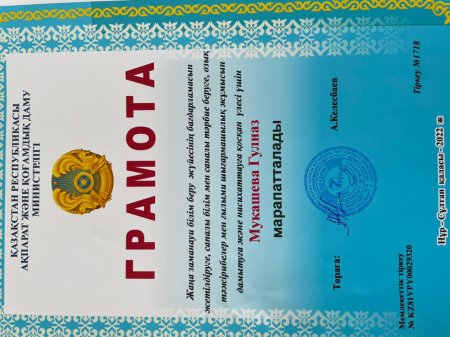 ҚАЗАҚСТАН РЕСПУБЛИКАСЫ
АҚПАРАТ ЖӘНЕ ҚОҒАМДЫҚ ДАМУ
МИНИСТРЛІГІ
ГРАМОТА
Жаңа заманауи білім беру жүйесінің бағдарламасын
жетілдіруге, сапалы білім мен саналы тәрбие беруге, озық
тәжірибелер мен ғылыми шығармашылық жұмысын
дамытуға және насихаттауға қосқан үлесі үшін
Мукашева Гулназ
марапатталады
Төраға: А.Келесбаев
Мемлекеттік тіркеу
№ KZ81VPY00029320
Нұр – Сұлтан қаласы - 2022 ж
Тіркеу №1718